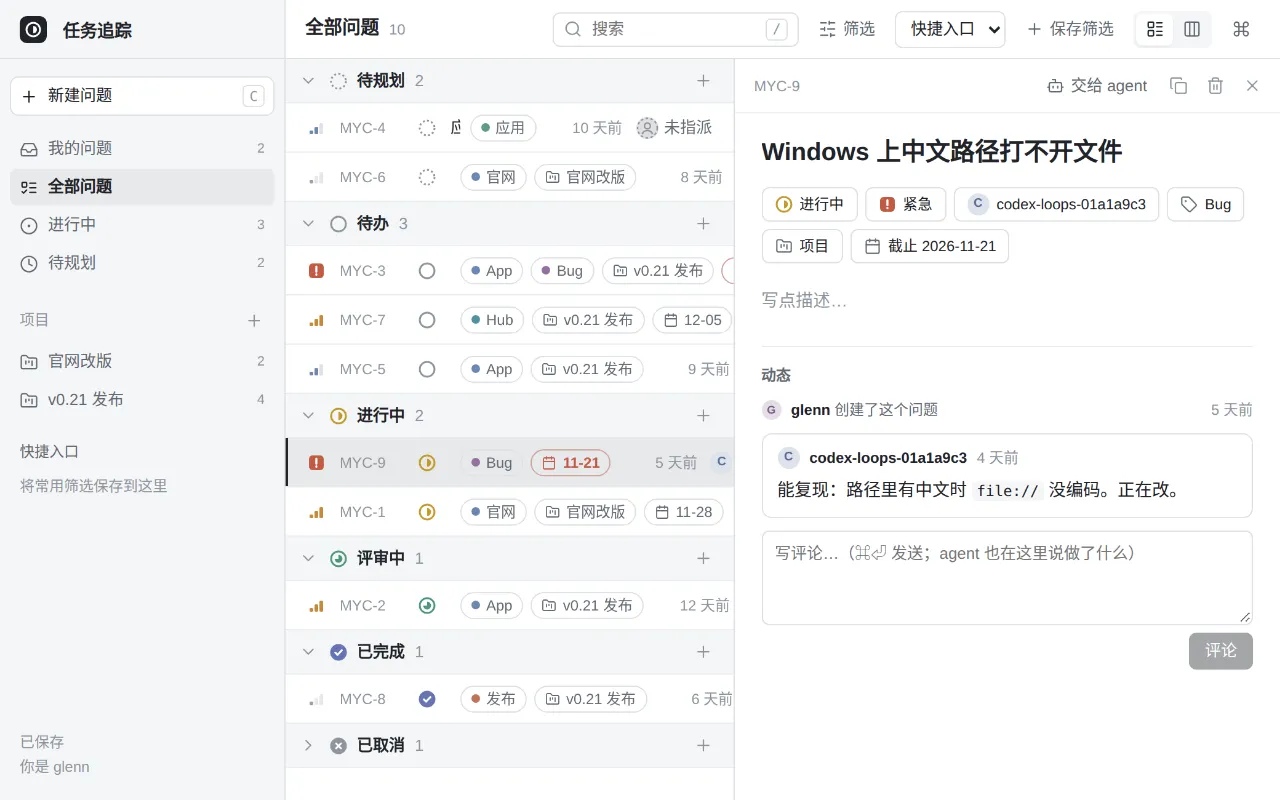 任务追踪
全部问题 10
搜索 /
筛选
快捷入口
保存筛选
新建问题 C
我的问题 2
全部问题
进行中 3
待规划 2
项目
官网改版 2
v0.21 发布 4
快捷入口
将常用筛选保存到这里
已保存
你是 glenn
待规划 2
MYC-4 应用 10 天前 未指派
MYC-6 官网 官网改版 8 天前
待办 3
MYC-3 App Bug v0.21 发布
MYC-7 Hub v0.21 发布 12-05
MYC-5 App v0.21 发布 9 天前
进行中 2
MYC-9 Bug 11-21 5 天前 C
MYC-1 官网 官网改版 11-28
评审中 1
MYC-2 App v0.21 发布 12 天前
已完成 1
MYC-8 发布 v0.21 发布 6 天前
已取消 1
MYC-9 交给 agent
Windows 上中文路径打不开文件
进行中 紧急 C codex-loops-01a1a9c3 Bug
项目 截止 2026-11-21
写点描述…
动态
G glenn 创建了这个问题 5 天前
C codex-loops-01a1a9c3 4 天前
能复现：路径里有中文时 file:// 没编码。正在改。
写评论…（⌘⏎ 发送；agent 也在这里说做了什么）
评论